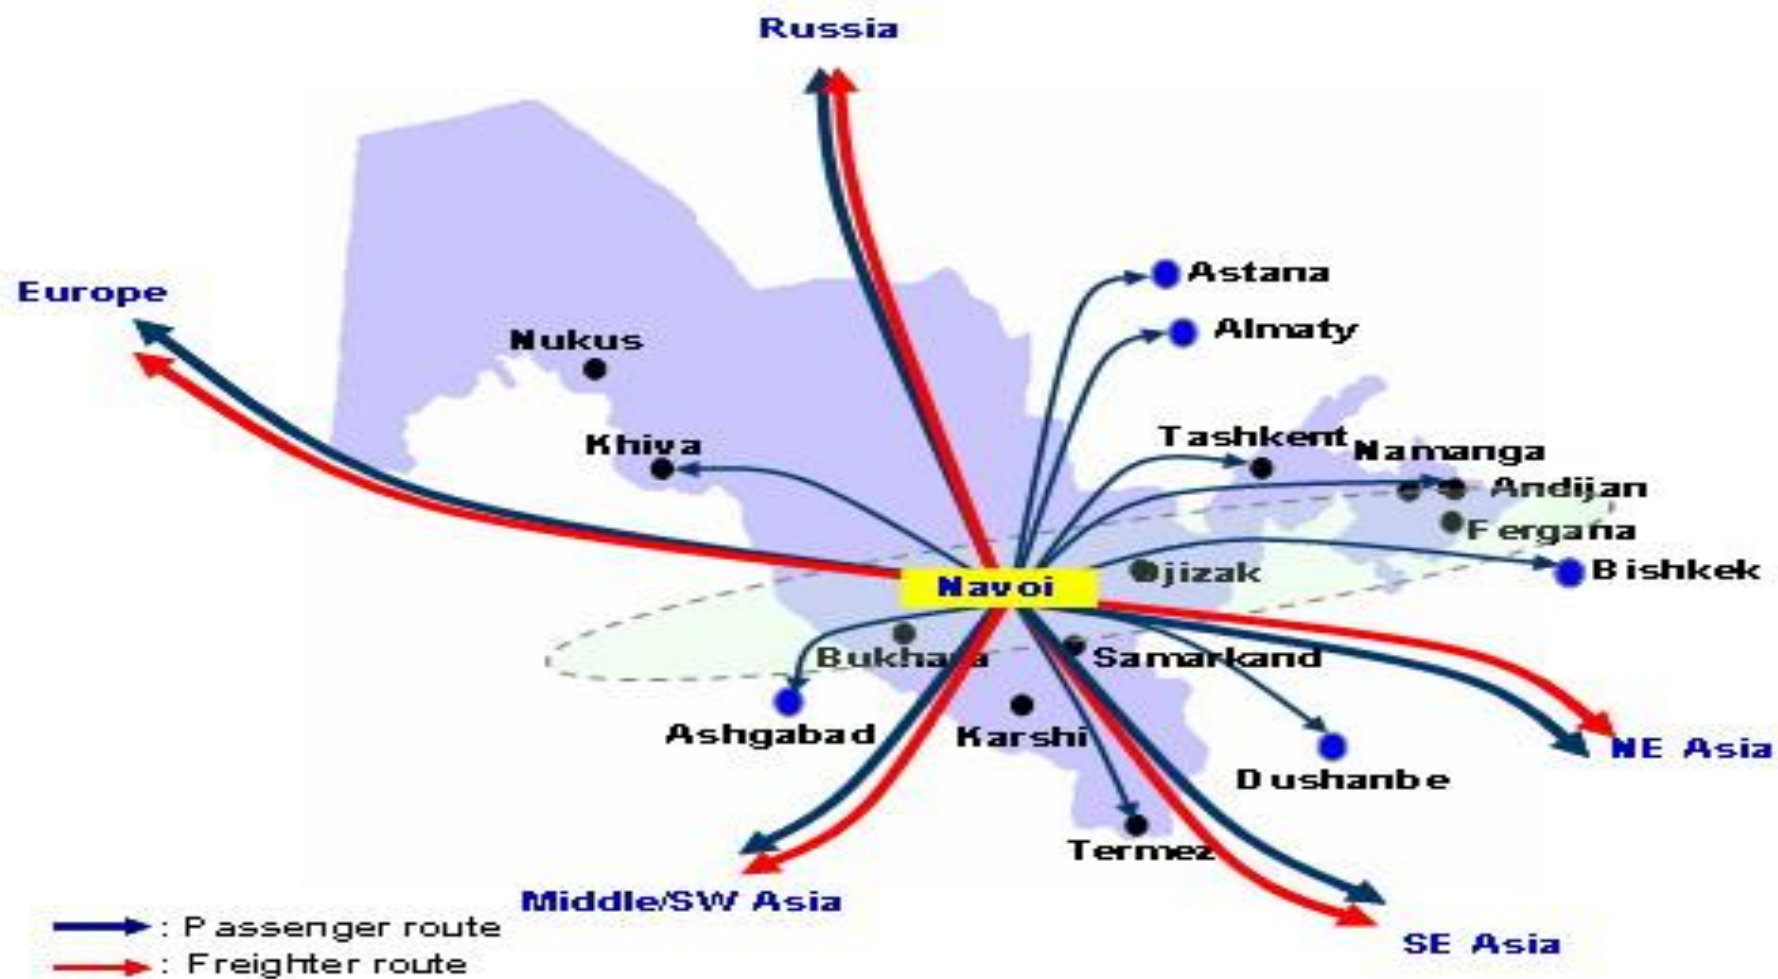 Russia
Astana
Europe
Almaty
Nukus
Tashkent
Khiva
Namanga
Andijan
Fergana
Navoi
Djizak
Bishkek
Bukhara
Samarkand
Ashgabad
Karshi
NE Asia
Dushanbe
Termez
Middle/SW Asia
: Passenger route
SE Asia
: Freighter route